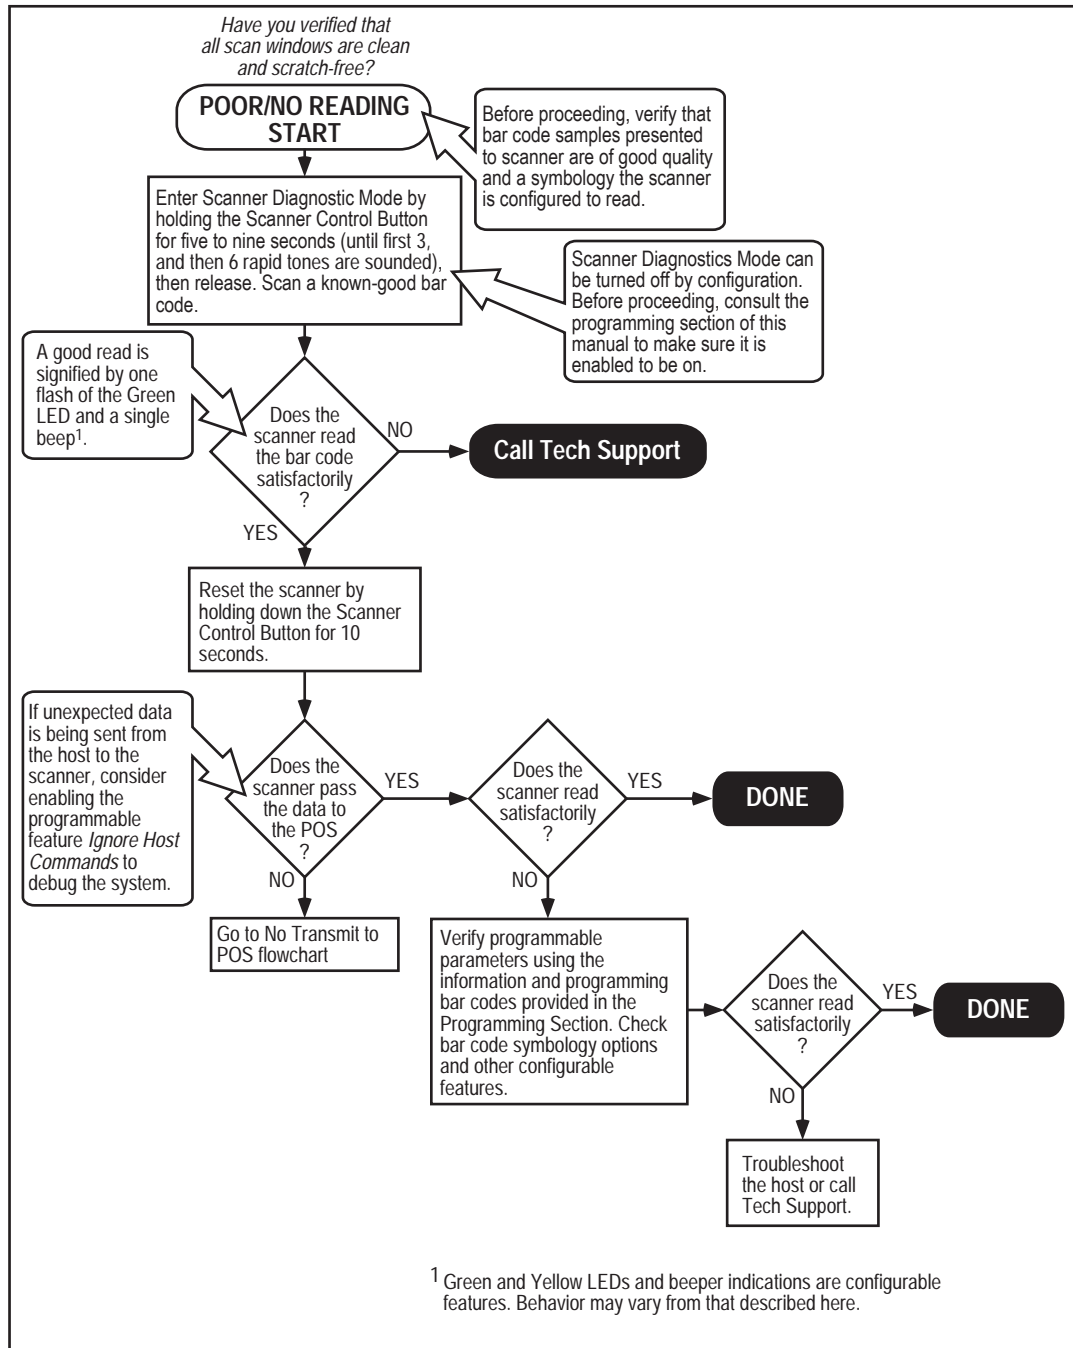 Have you verified that
all scan windows are clean
and scratch-free?
POOR/NO READING
START
Before proceeding, verify that
bar code samples presented
to scanner are of good quality
and a symbology the scanner
is configured to read.
Enter Scanner Diagnostic Mode by
holding the Scanner Control Button
for five to nine seconds (until first 3,
and then 6 rapid tones are sounded),
then release. Scan a known-good bar
code.
Scanner Diagnostics Mode can
be turned off by configuration.
Before proceeding, consult the
programming section of this
manual to make sure it is
enabled to be on.
A good read is
signified by one
flash of the Green
LED and a single
beep1.
Does the
scanner read
the bar code
satisfactorily
?
NO
Call Tech Support
YES
Reset the scanner by
holding down the Scanner
Control Button for 10
seconds.
If unexpected data
is being sent from
the host to the
scanner, consider
enabling the
programmable
feature Ignore Host
Commands to
debug the system.
Does the
scanner pass
the data to
the POS
?
YES
Does the
scanner read
satisfactorily
?
YES
DONE
NO
Go to No Transmit to
POS flowchart
NO
Verify programmable
parameters using the
information and programming
bar codes provided in the
Programming Section. Check
bar code symbology options
and other configurable
features.
Does the
scanner read
satisfactorily
?
YES
DONE
NO
Troubleshoot
the host or call
Tech Support.
1 Green and Yellow LEDs and beeper indications are configurable
features. Behavior may vary from that described here.